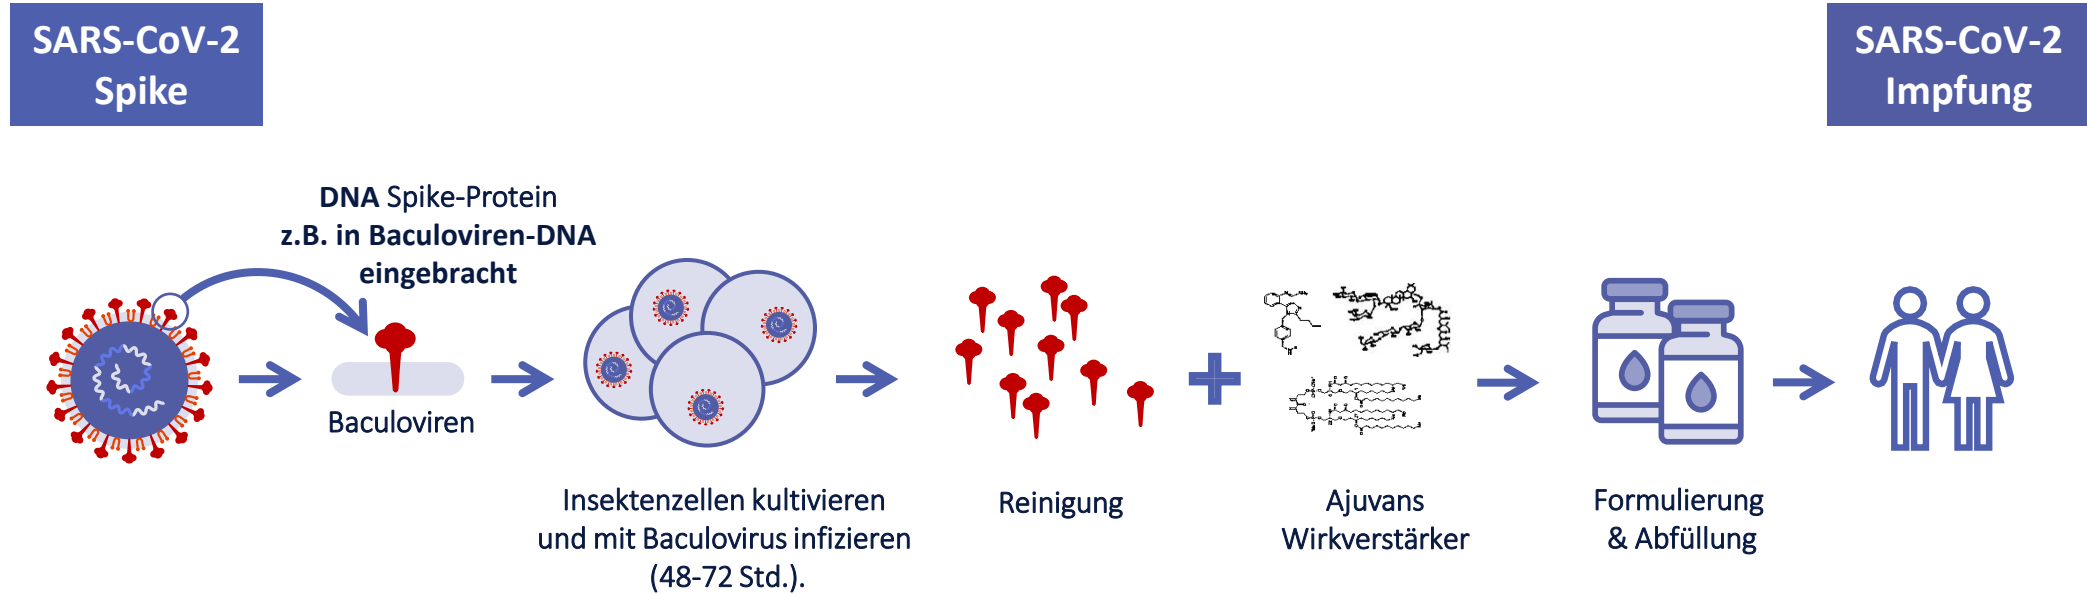 SARS-CoV-2
Spike
SARS-CoV-2
Impfung
DNA Spike-Protein
z.B. in Baculoviren-DNA
eingebracht
Baculoviren
Insektenzellen kultivieren
und mit Baculovirus infizieren
(48-72 Std.).
Reinigung
Ajuvans
Wirkverstärker
Formulierung
& Abfüllung